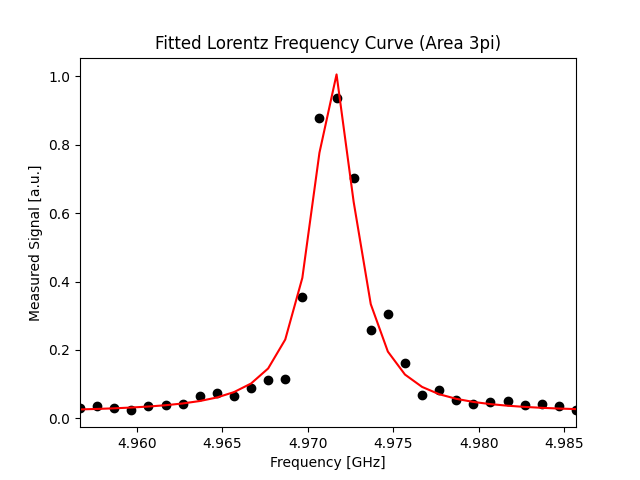 Fitted Lorentz Frequency Curve (Area 3pi)
1.0
0.8
0.6
0.4
0.2
0.0
Measured Signal [a.u.]
4.960 4.965 4.970 4.975 4.980 4.985
Frequency [GHz]